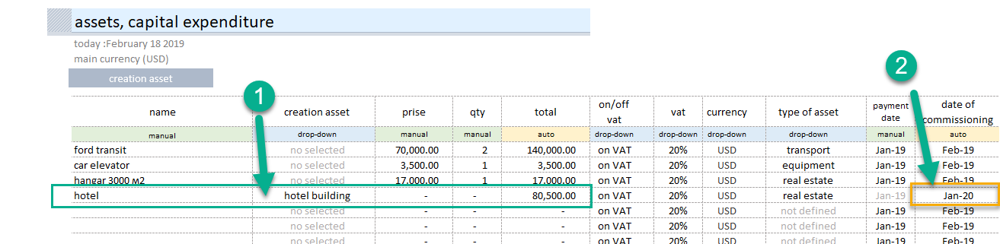 assets, capital expenditure
today :February 18 2019
main currency (USD)
creation asset
1
2
name creation asset prise qty total on/off vat vat currency type of asset payment date date of commissioning
manual drop-down manual manual auto drop-down drop-down drop-down drop-down manual auto
ford transit no selected 70,000.00 2 140,000.00 on VAT 20% USD transport Jan-19 Feb-19
car elevator no selected 3,500.00 1 3,500.00 on VAT 20% USD equipment Jan-19 Feb-19
hangar 3000 м2 no selected 17,000.00 1 17,000.00 on VAT 20% USD real estate Jan-19 Feb-19
hotel hotel building - - 80,500.00 on VAT 20% USD real estate Jan-19 Jan-20
no selected - - on VAT 20% USD not defined Jan-19 Feb-19
no selected - - on VAT 20% USD not defined Jan-19 Feb-19
no selected - - on VAT 20% USD not defined Jan-19 Feb-19